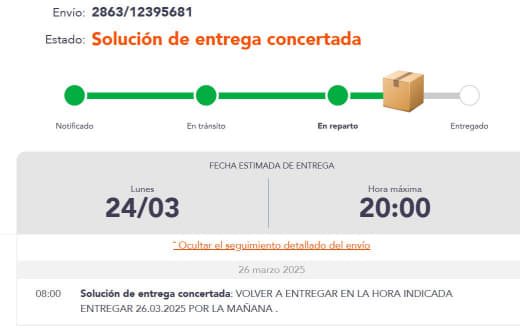 Envío: 2863/12395681
Estado: Solución de entrega concertada
Notificado
En tránsito
En reparto
Entregado
FECHA ESTIMADA DE ENTREGA
Lunes
24/03
Hora máxima
20:00
ˆ Ocultar el seguimiento detallado del envío
26 marzo 2025
08:00 Solución de entrega concertada: VOLVER A ENTREGAR EN LA HORA INDICADA
ENTREGAR 26.03.2025 POR LA MAÑANA .